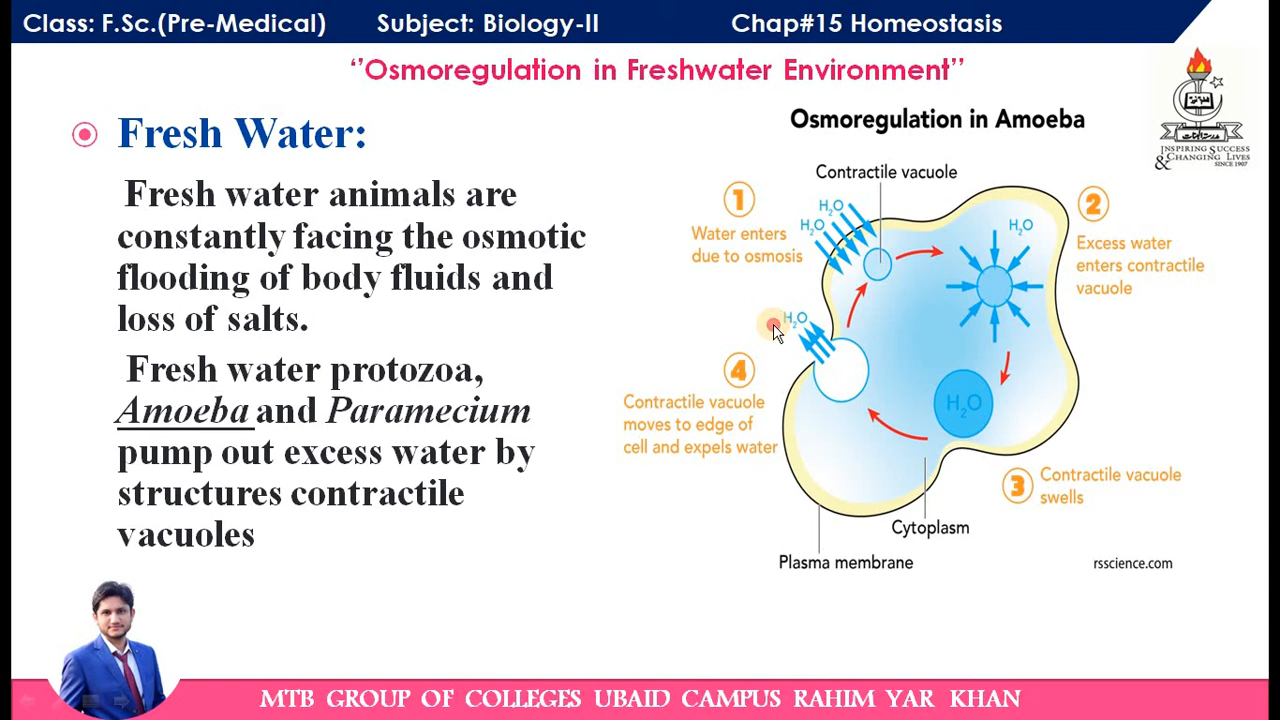 Class: F.Sc.(Pre-Medical) Subject: Biology-II Chap#15 Homeostasis
‘’Osmoregulation in Freshwater Environment’’
INSPIRING SUCCESS
& CHANGING LIVES
SINCE 1907
Fresh Water:
Fresh water animals are
constantly facing the osmotic
flooding of body fluids and
loss of salts.
Fresh water protozoa,
Amoeba and Paramecium
pump out excess water by
structures contractile
vacuoles
Osmoregulation in Amoeba
Contractile vacuole
1
Water enters
due to osmosis
H₂O
H₂O
2
Excess water
enters contractile
vacuole
H₂O
H₂O
3
Contractile vacuole
swells
H₂O
4
Contractile vacuole
moves to edge of
cell and expels water
Cytoplasm
Plasma membrane
rsscience.com
MTB GROUP OF COLLEGES UBAID CAMPUS RAHIM YAR KHAN